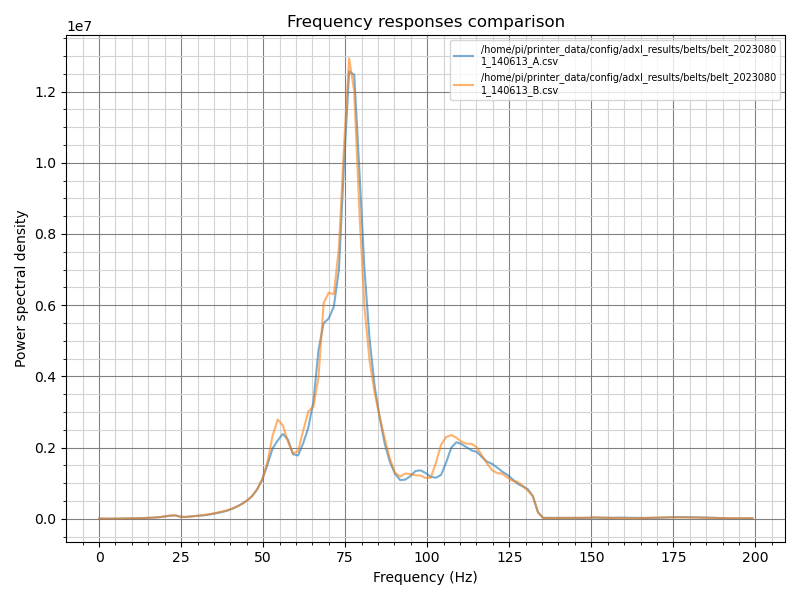 Frequency responses comparison
1e7
/home/pi/printer_data/config/adxl_results/belts/belt_2023080
1_140613_A.csv
/home/pi/printer_data/config/adxl_results/belts/belt_2023080
1_140613_B.csv
1.2
1.0
0.8
0.6
0.4
0.2
0.0
Power spectral density
0 25 50 75 100 125 150 175 200
Frequency (Hz)